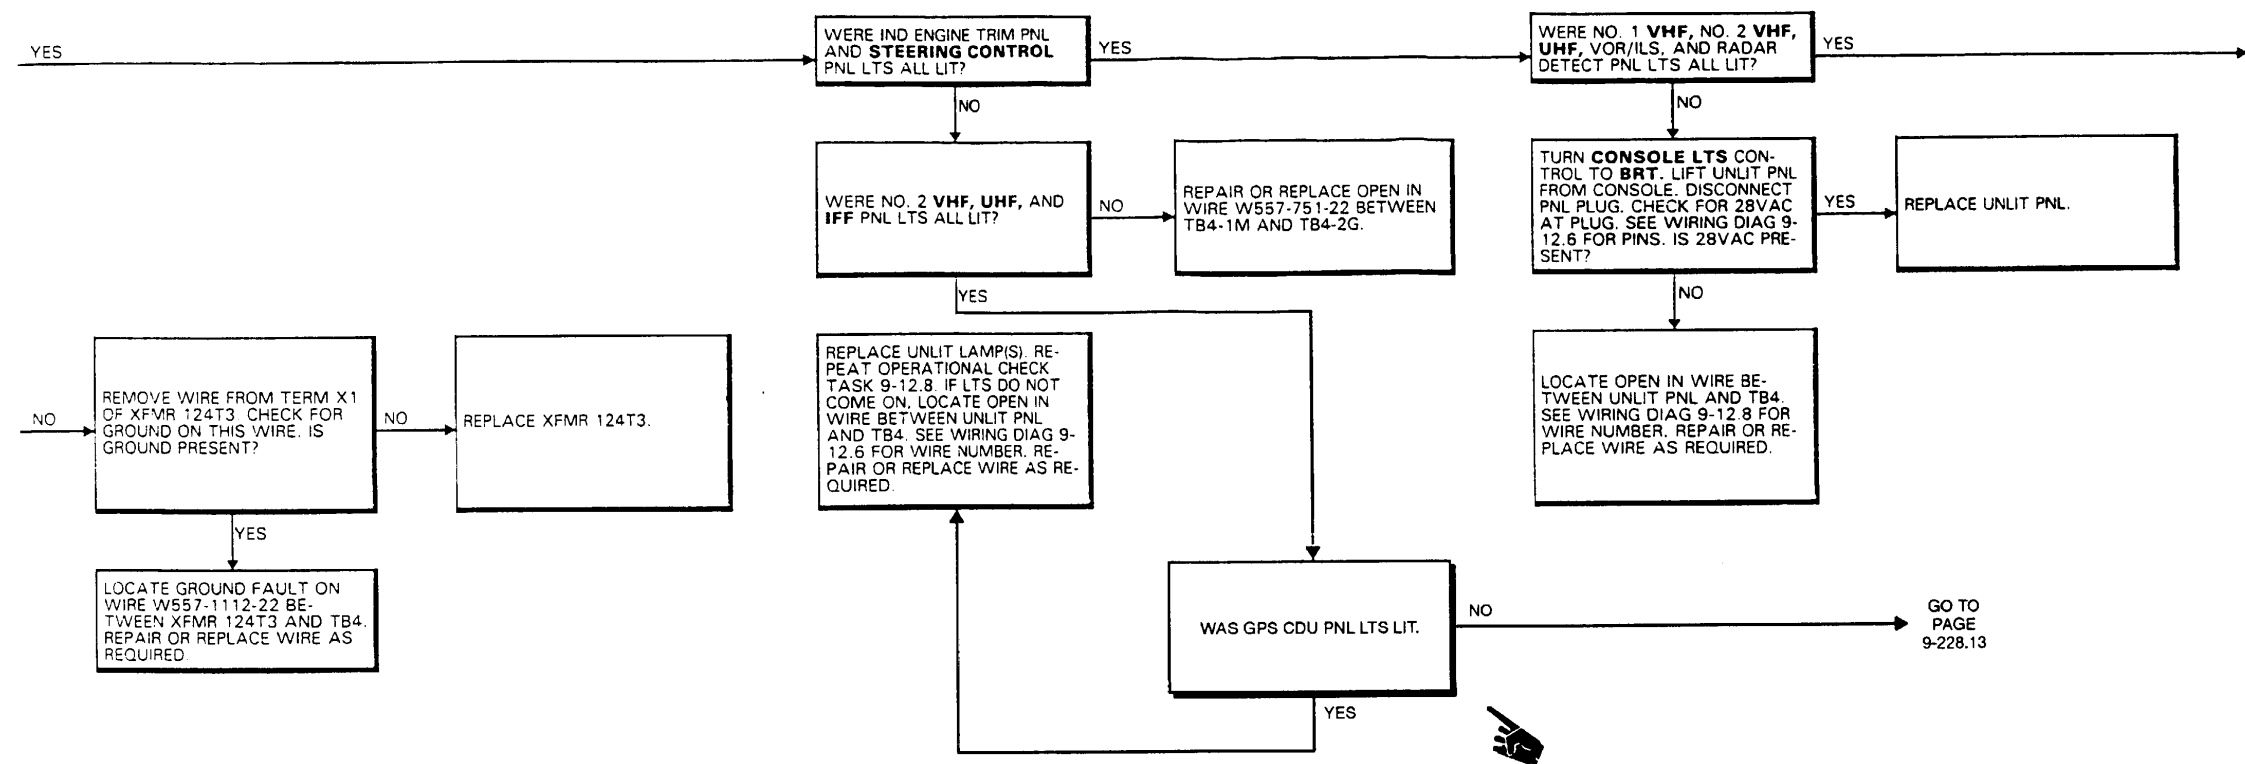 YES
WERE IND ENGINE TRIM PNL
AND STEERING CONTROL
PNL LTS ALL LIT?
YES
WERE NO. 1 VHF, NO. 2 VHF,
UHF, VOR/ILS, AND RADAR
DETECT PNL LTS ALL LIT?
YES
NO
NO
WERE NO. 2 VHF, UHF, AND
IFF PNL LTS ALL LIT?
NO
REPAIR OR REPLACE OPEN IN
WIRE W557-751-22 BETWEEN
TB4-1M AND TB4-2G.
TURN CONSOLE LTS CON-
TROL TO BRT. LIFT UNLIT PNL
FROM CONSOLE. DISCONNECT
PNL PLUG. CHECK FOR 28VAC
AT PLUG. SEE WIRING DIAG 9-
12.6 FOR PINS. IS 28VAC PRE-
SENT?
YES
REPLACE UNLIT PNL.
YES
NO
NO
REMOVE WIRE FROM TERM X1
OF XFMR 124T3. CHECK FOR
GROUND ON THIS WIRE. IS
GROUND PRESENT?
NO
REPLACE XFMR 124T3.
REPLACE UNLIT LAMP(S). RE-
PEAT OPERATIONAL CHECK
TASK 9-12.8. IF LTS DO NOT
COME ON, LOCATE OPEN IN
WIRE BETWEEN UNLIT PNL
AND TB4. SEE WIRING DIAG 9-
12.6 FOR WIRE NUMBER. RE-
PAIR OR REPLACE WIRE AS RE-
QUIRED.
LOCATE OPEN IN WIRE BE-
TWEEN UNLIT PNL AND TB4.
SEE WIRING DIAG 9-12.8 FOR
WIRE NUMBER. REPAIR OR RE-
PLACE WIRE AS REQUIRED.
YES
LOCATE GROUND FAULT ON
WIRE W557-1112-22 BE-
TWEEN XFMR 124T3 AND TB4.
REPAIR OR REPLACE WIRE AS
REQUIRED.
WAS GPS CDU PNL LTS LIT.
NO
GO TO
PAGE
9-228.13
YES